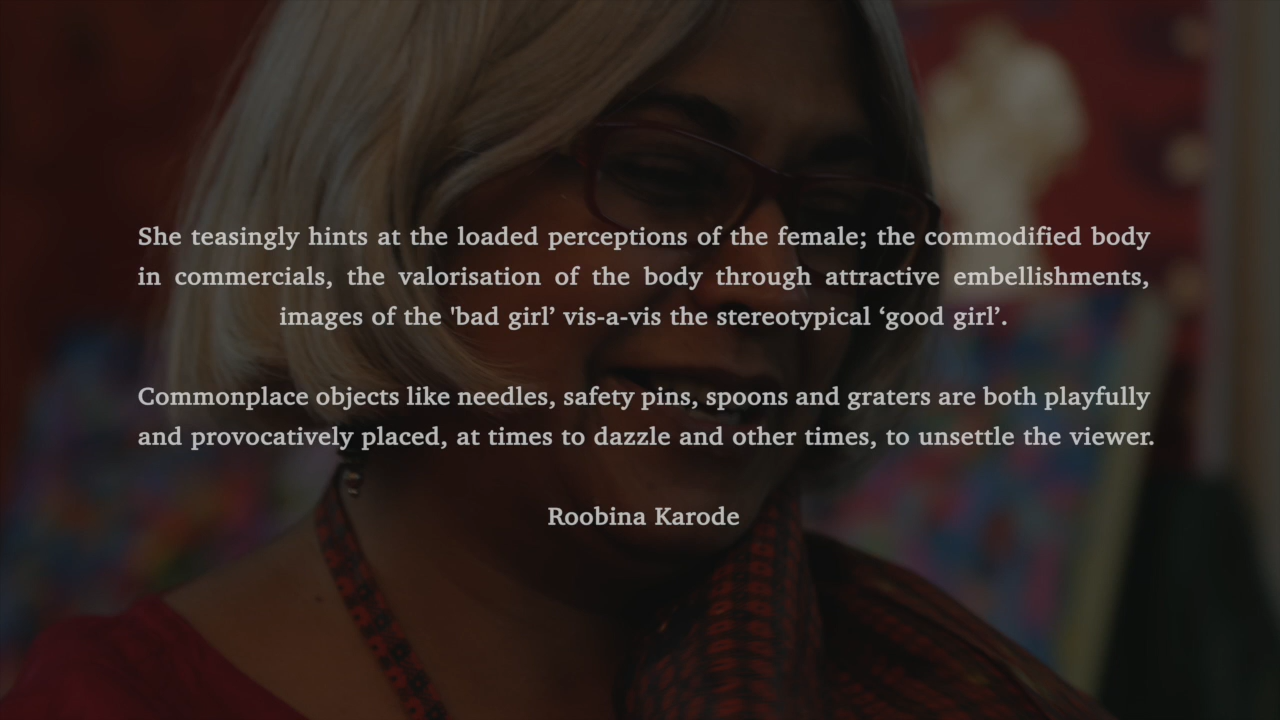 She teasingly hints at the loaded perceptions of the female; the commodified body
in commercials, the valorisation of the body through attractive embellishments,
images of the 'bad girl’ vis-a-vis the stereotypical ‘good girl’.
Commonplace objects like needles, safety pins, spoons and graters are both playfully
and provocatively placed, at times to dazzle and other times, to unsettle the viewer.
Roobina Karode